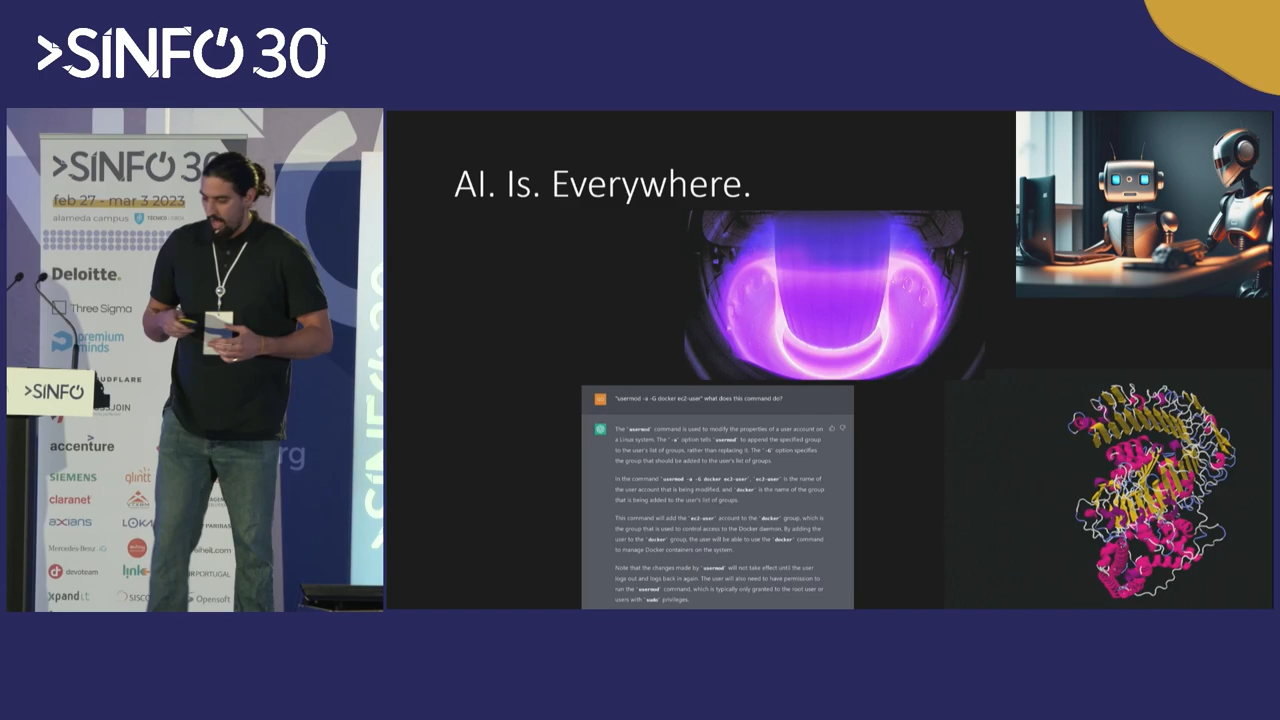 >SINFO 30
>SINFO 30
feb 27 - mar 3 2023
alameda campus TÉCNICO LISBOA
Deloitte.
Three Sigma
premium
minds
UDFLARE
>SINFO
accenture
SIEMENS glintt
claranet
axians LOKA
Mercedes-Benz .io
devoteam link
xpand it
PORTUGAL
Opensoft
rg
AI. Is. Everywhere.
"usermod -a -G docker ec2-user" what does this command do?
The `usermod` command is used to modify the properties of a user account on
a Linux system. The `-a` option tells `usermod` to append the specified group
to the user's list of groups, rather than replacing it. The `-G` option specifies
the group that should be added to the user's list of groups.
In the command `usermod -a -G docker ec2-user`, `ec2-user` is the name of
the user account that is being modified, and `docker` is the name of the group
that is being added to the user's list of groups.
This command will add the `ec2-user` account to the `docker` group, which is
the group that is used to control access to the Docker daemon. By adding the
user to the `docker` group, the user will be able to use the `docker` command
to manage Docker containers on the system.
Note that the changes made by `usermod` will not take effect until the user
logs out and logs back in again. The user will also need to have permission to
run the `usermod` command, which is typically only granted to the root user or
users with `sudo` privileges.